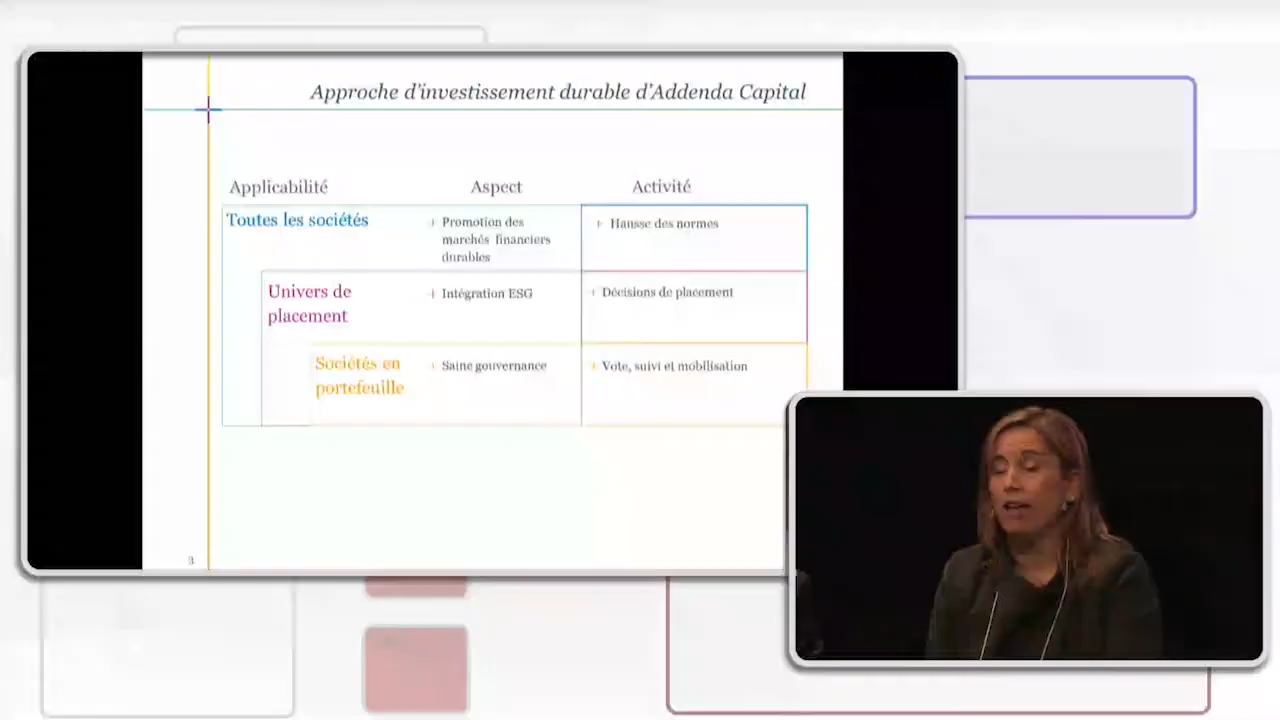 Approche d'investissement durable d'Addenda Capital
Applicabilité Aspect Activité
Toutes les sociétés
Promotion des
marchés financiers
durables
Hausse des normes
Univers de
placement
Intégration ESG
Décisions de placement
Sociétés en
portefeuille
Saine gouvernance
Vote, suivi et mobilisation
3